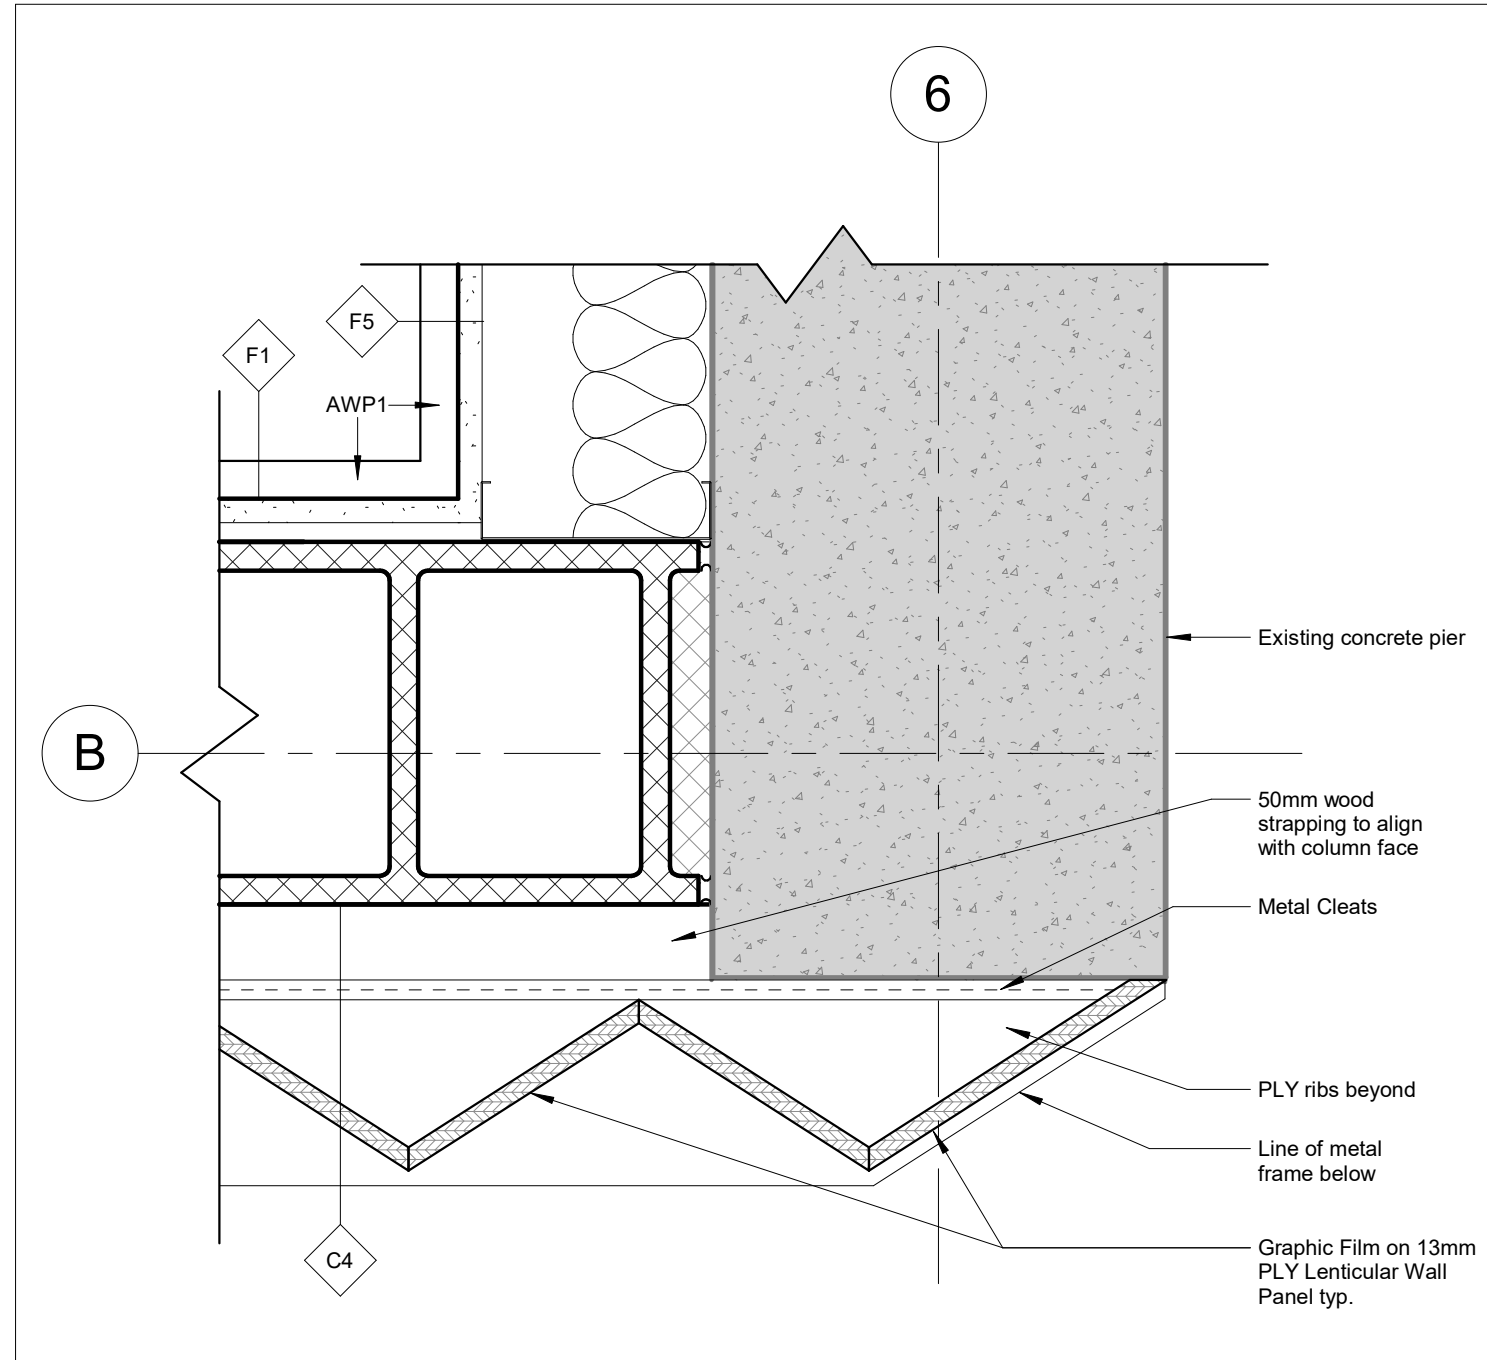 6
F5
F1
AWP1
Existing concrete pier
B
50mm wood
strapping to align
with column face
Metal Cleats
PLY ribs beyond
Line of metal
frame below
Graphic Film on 13mm
PLY Lenticular Wall
Panel typ.
C4